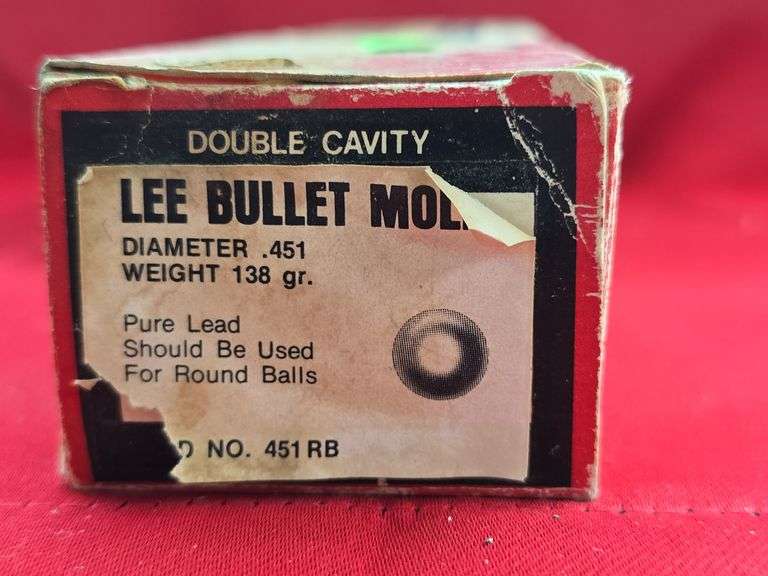 DOUBLE CAVITY
LEE BULLET
DIAMETER .451
WEIGHT 138 gr.
Pure Lead
Should Be Used
For Round Balls
NO. 451RB